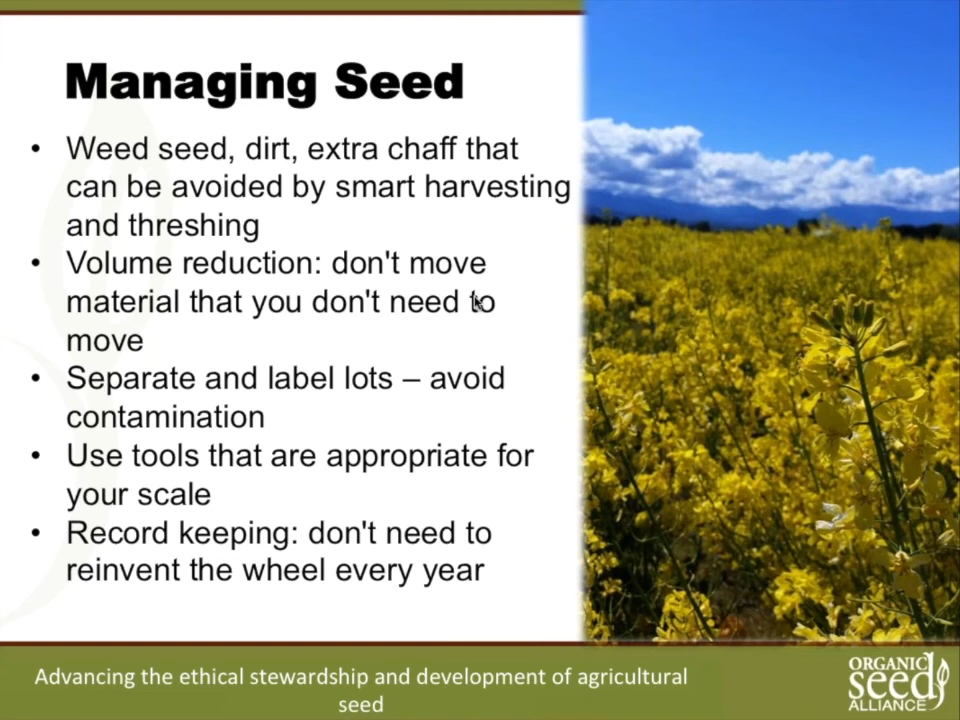 Managing Seed
• Weed seed, dirt, extra chaff that
can be avoided by smart harvesting
and threshing
• Volume reduction: don't move
material that you don't need to
move
• Separate and label lots – avoid
contamination
• Use tools that are appropriate for
your scale
• Record keeping: don't need to
reinvent the wheel every year
Advancing the ethical stewardship and development of agricultural
seed
ORGANIC
seed
ALLIANCE